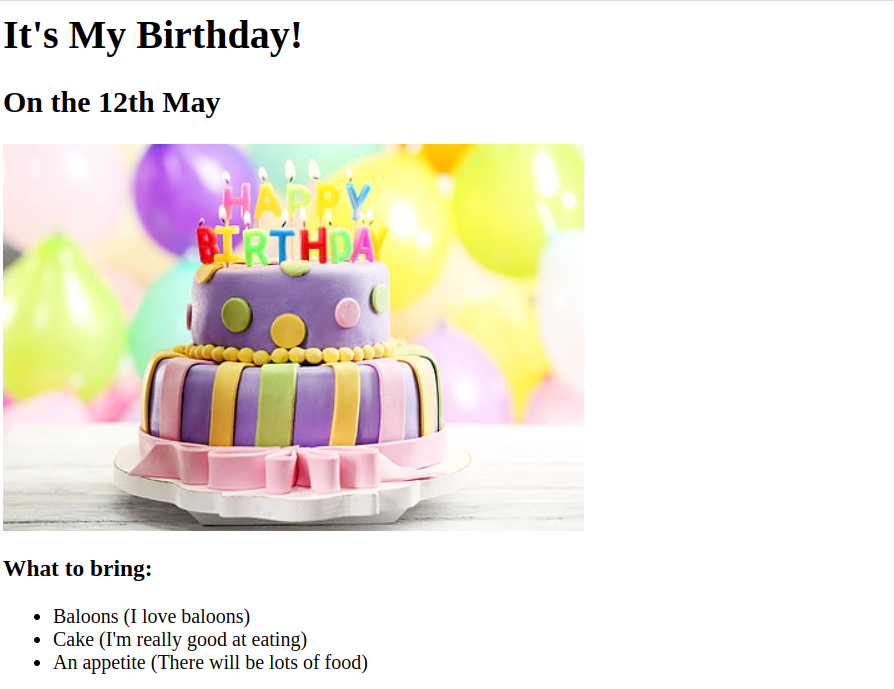 It's My Birthday!
On the 12th May
HAPPY
BIRTHDAY
What to bring:
Baloons (I love baloons)
Cake (I'm really good at eating)
An appetite (There will be lots of food)